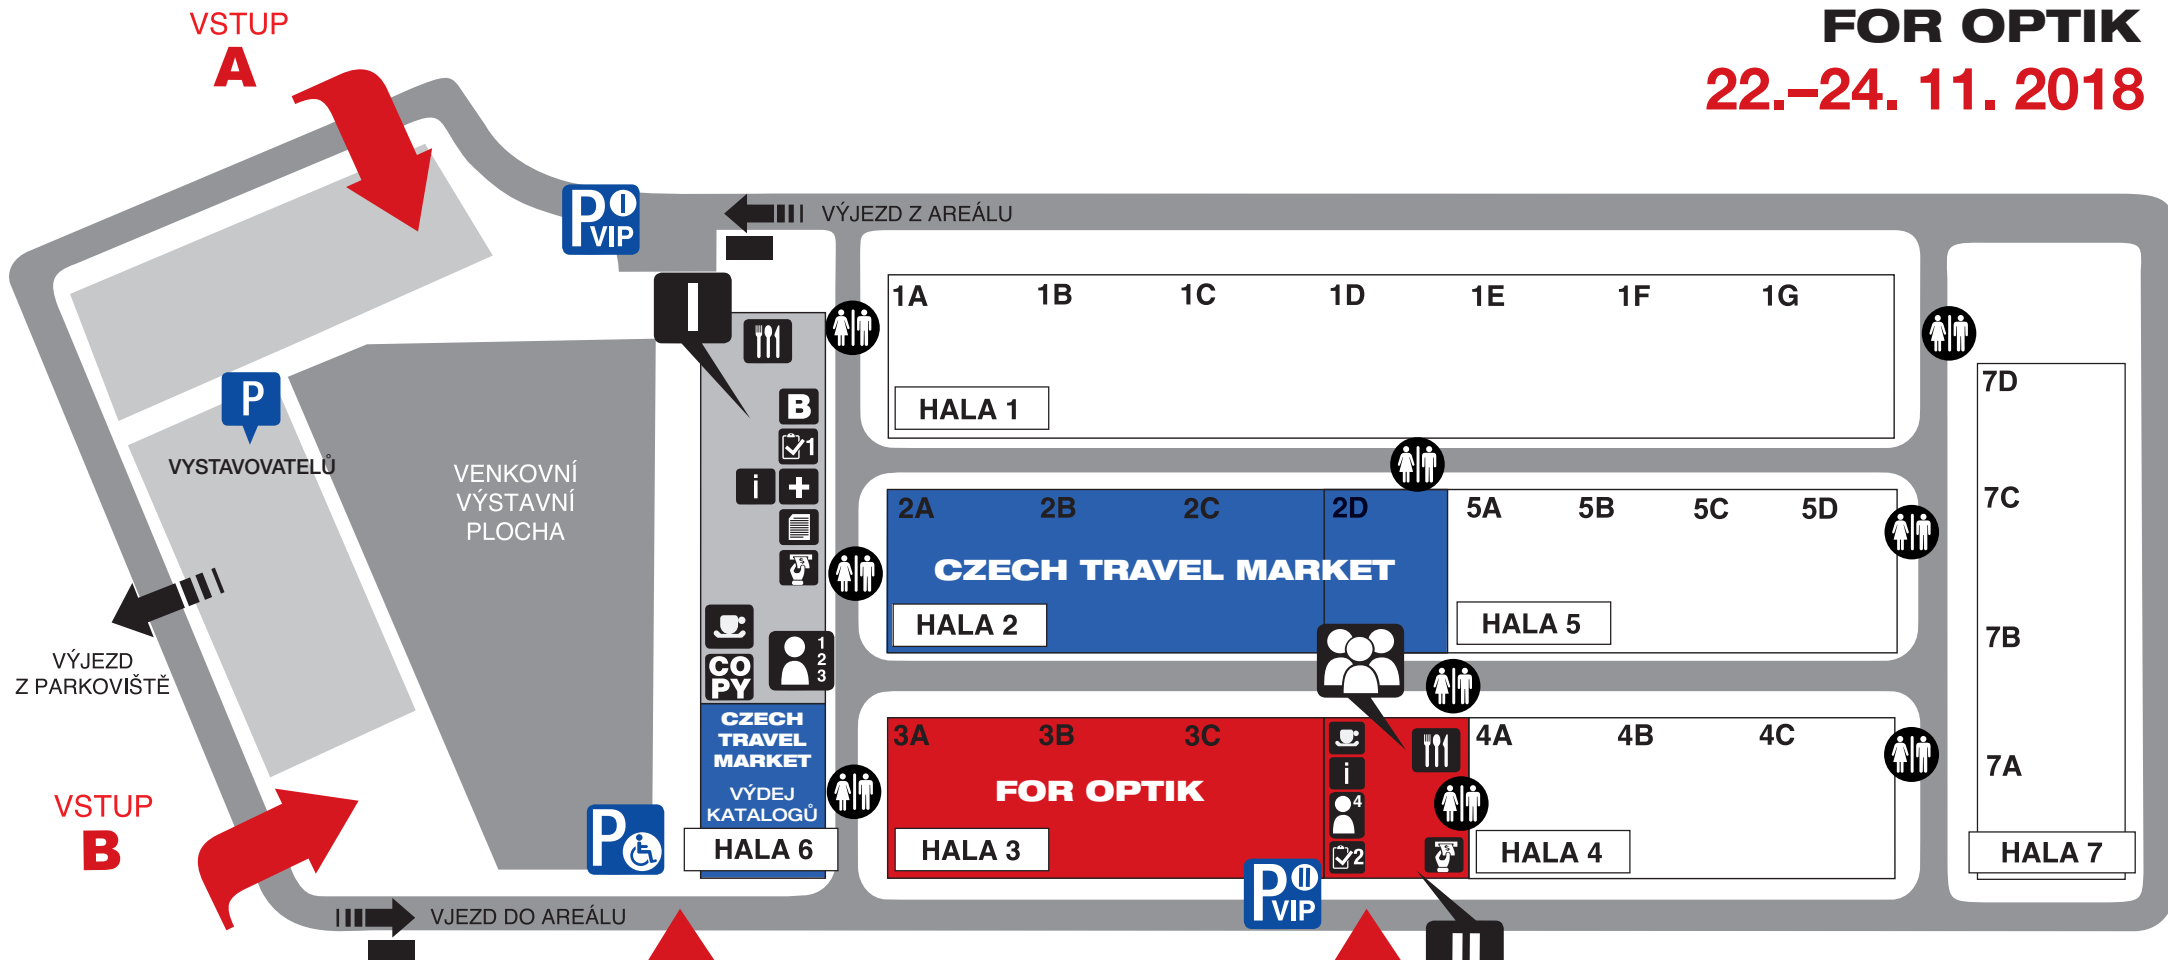 VSTUP
A
FOR OPTIK
22.–24. 11. 2018
P I
VIP
VÝJEZD Z AREÁLU
I
1A
1B
1C
1D
1E
1F
1G
HALA 1
7D
7C
7B
7A
HALA 7
P
VYSTAVOVATELŮ
VENKOVNÍ
VÝSTAVNÍ
PLOCHA
B
1
i
2A
2B
2C
2D
5A
5B
5C
5D
CZECH TRAVEL MARKET
HALA 2
HALA 5
VÝJEZD
Z PARKOVIŠTĚ
CO
PY
1
2
3
CZECH
TRAVEL
MARKET
VÝDEJ
KATALOGŮ
HALA 6
3A
3B
3C
4A
4B
4C
FOR OPTIK
i
4
2
HALA 3
HALA 4
VSTUP
B
P
P II
VIP
VJEZD DO AREÁLU
II